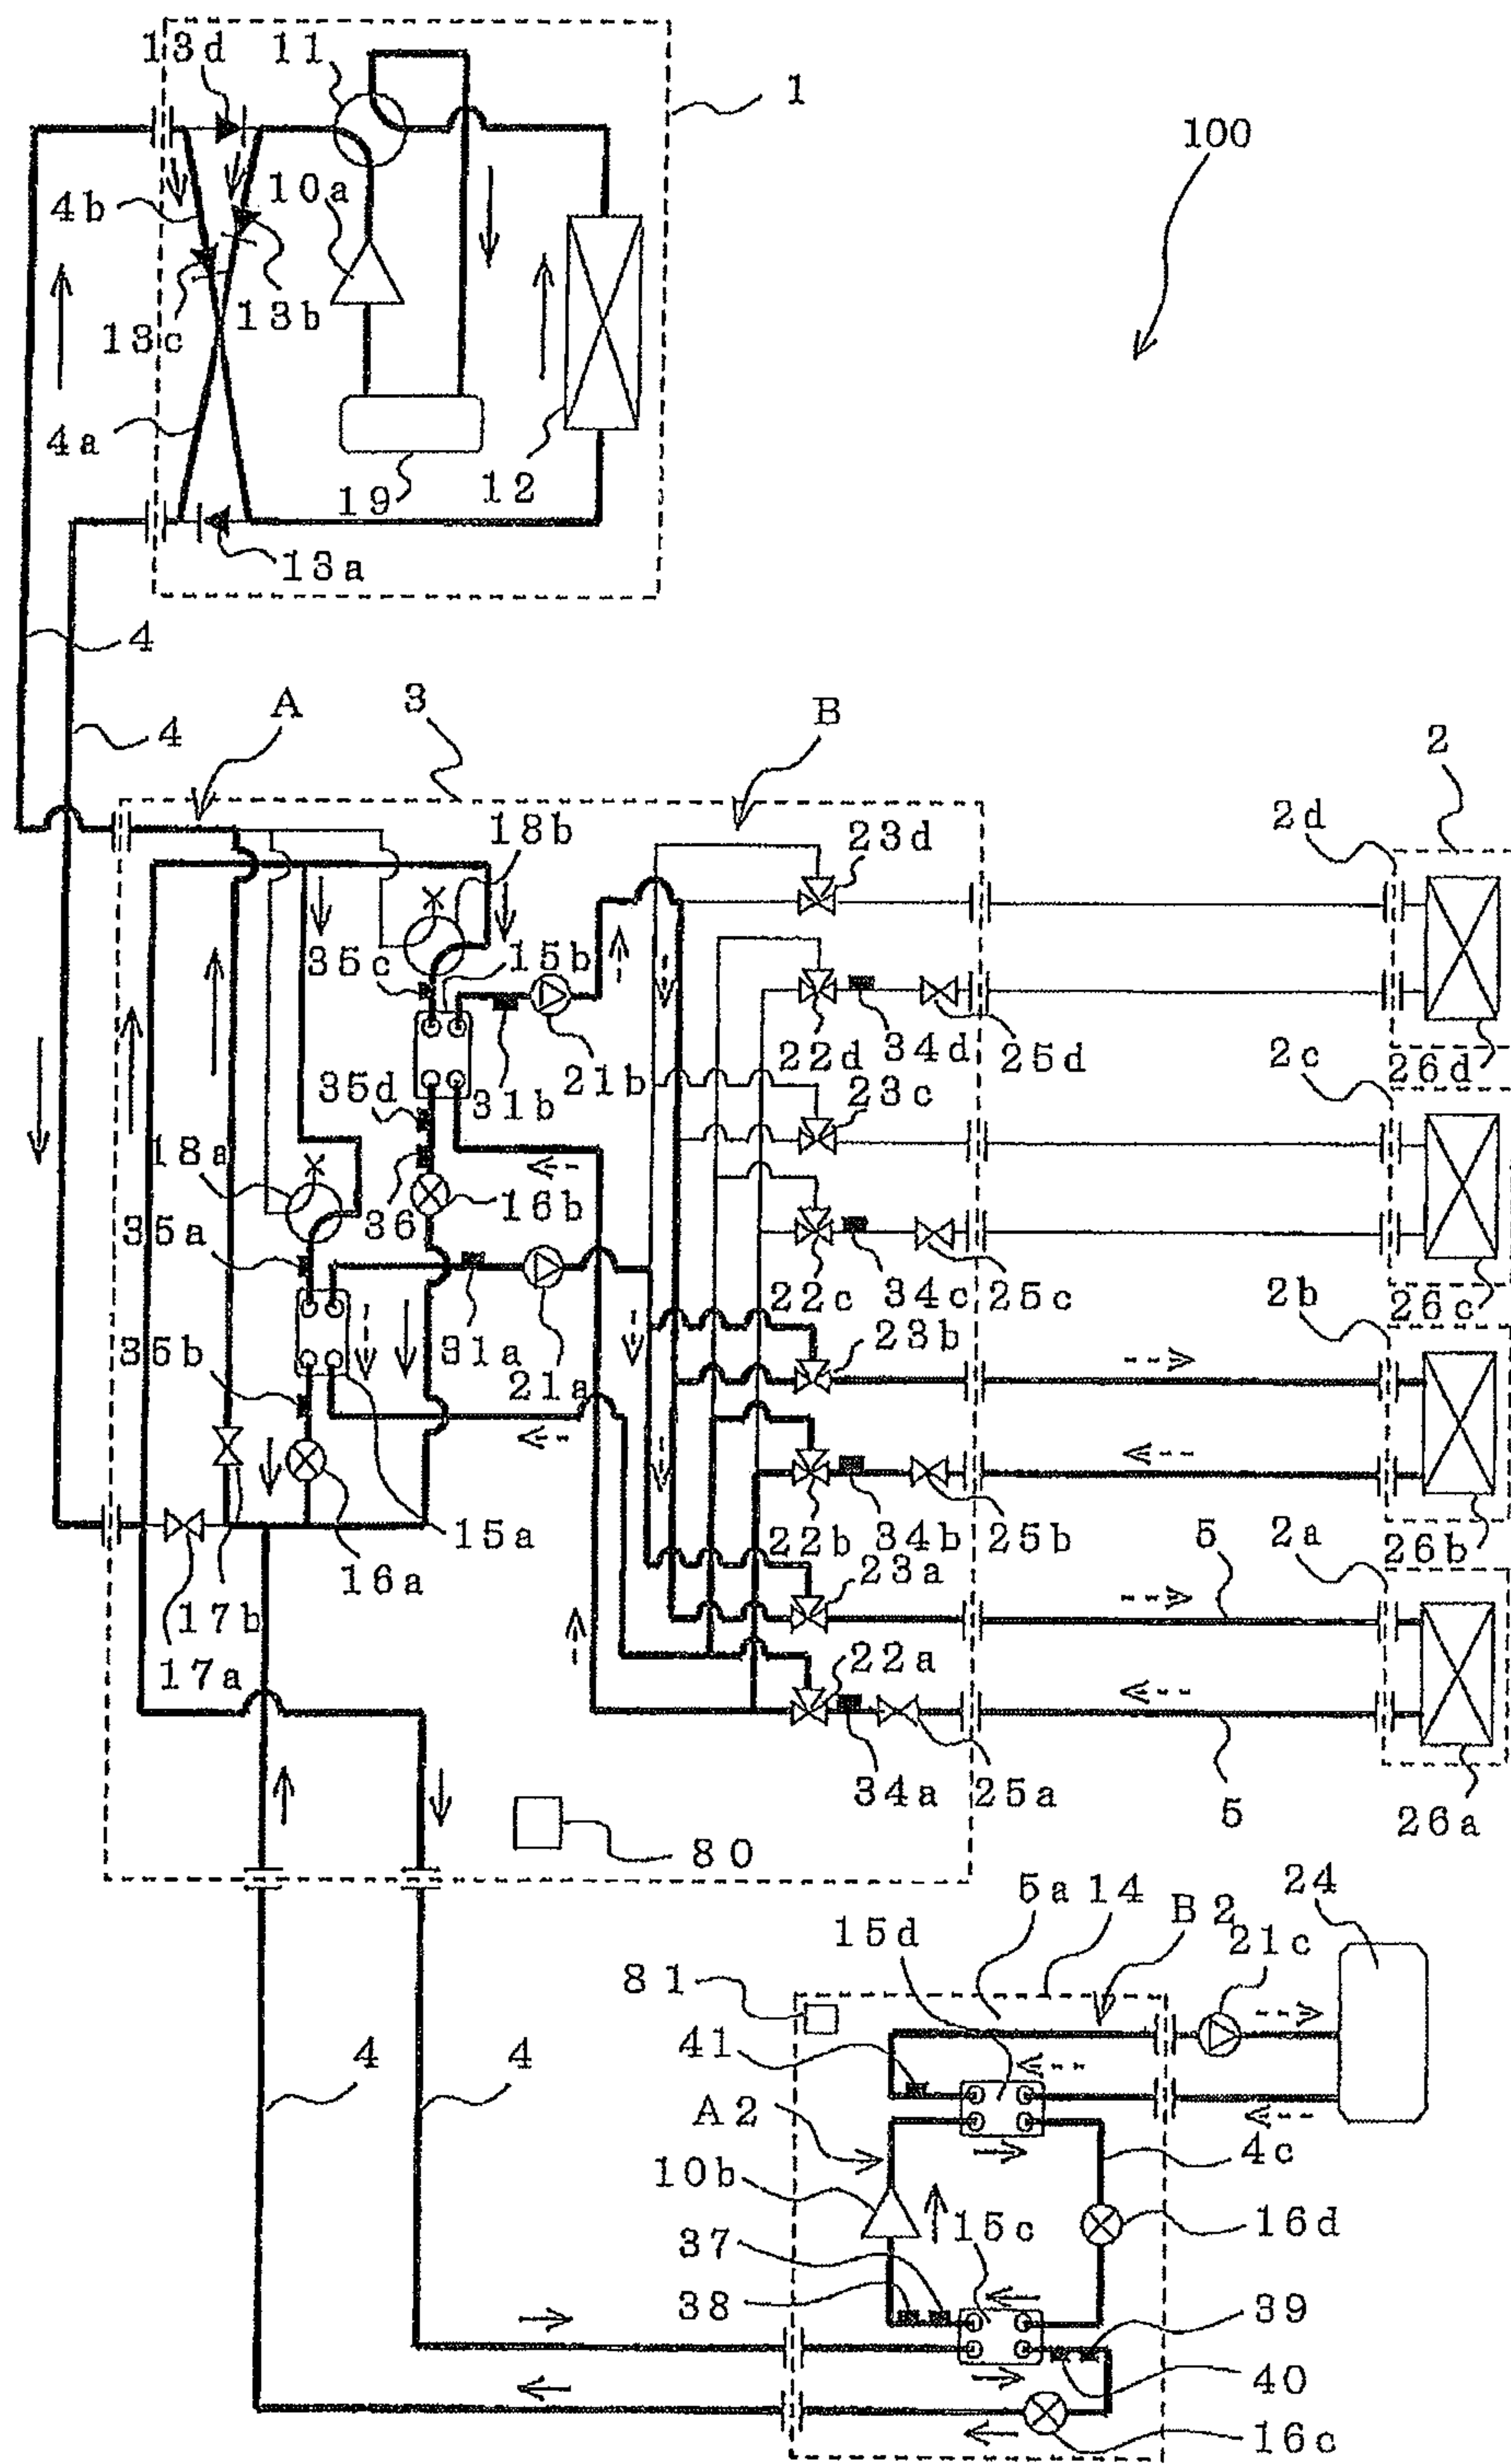 13d 11 1
100
4b 10a
13c 13b
4a
19 12
13a
4
4
A 3 B 2
18b 23d 2d
35c 15b
22d 34d 25d 26d
21b 2c
35d 31b 23c
18a
36 16b
35a
22c 34c 25c 26c
2b
35b 31a 23b
21a
15a 22b 34b 25b 26b
16a 23a 5 2a
17b
17a 22a
34a 25a 5 26a
80
5a 14 B2 24
15d 21c
81
4 4 41
A2
10b 4c
15c 16d
37
38 39
40
16c